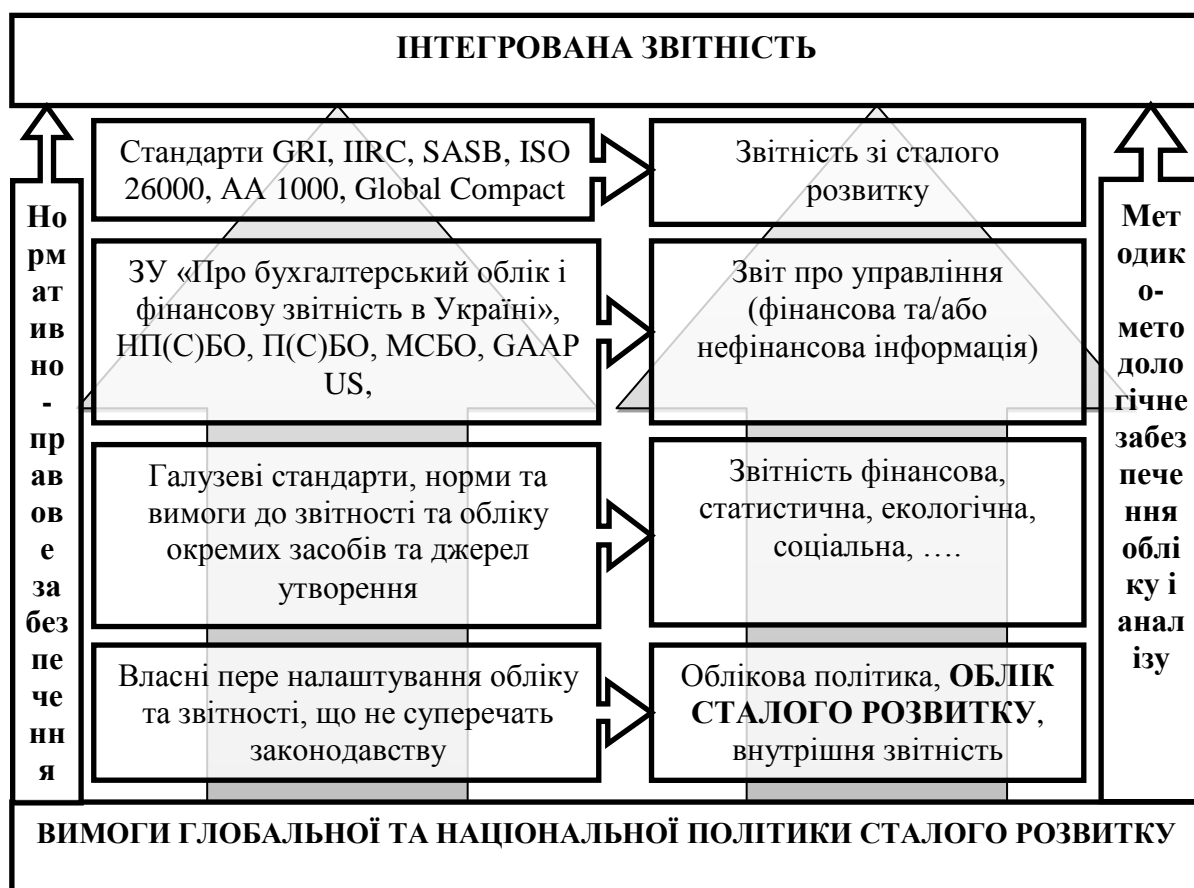 ІНТЕГРОВАНА ЗВІТНІСТЬ
Но
рм
ат
ив
но
-
пр
ав
ов
е
за
без
пе
че
нн
я
Стандарти GRI, IIRC, SASB, ISO
26000, AA 1000, Global Compact
Звітність зі сталого
розвитку
ЗУ «Про бухгалтерський облік і
фінансову звітність в Україні»,
НП(С)БО, П(С)БО, МСБО, GAAP
US,
Звіт про управління
(фінансова та/або
нефінансова інформація)
Галузеві стандарти, норми та
вимоги до звітності та обліку
окремих засобів та джерел
утворення
Звітність фінансова,
статистична, екологічна,
соціальна, ….
Власні пере налаштування обліку
та звітності, що не суперечать
законодавству
Облікова політика, ОБЛІК
СТАЛОГО РОЗВИТКУ,
внутрішня звітність
Мет
одик
о-
мето
доло
гічне
забез
пече
ння
облі
ку і
анал
ізу
ВИМОГИ ГЛОБАЛЬНОЇ ТА НАЦІОНАЛЬНОЇ ПОЛІТИКИ СТАЛОГО РОЗВИТКУ